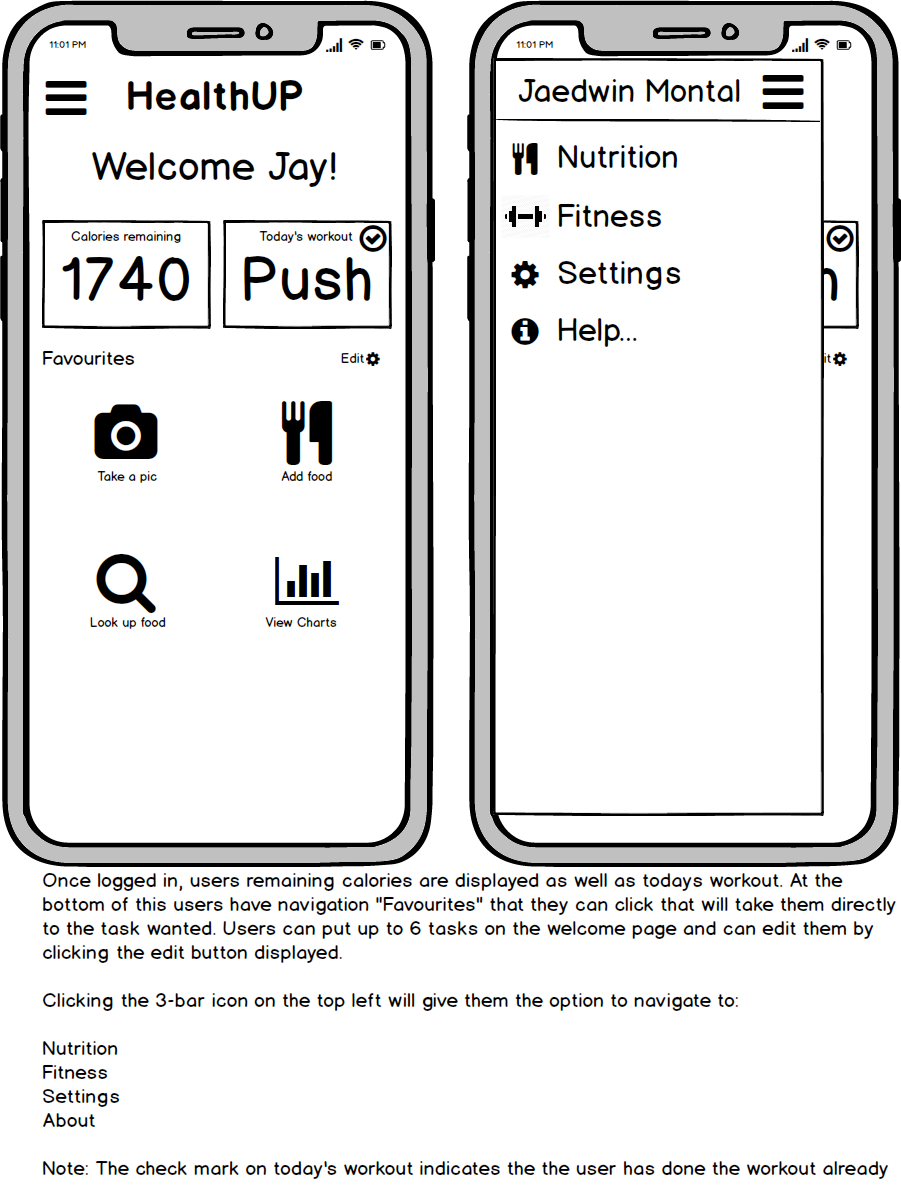 11:01 PM
HealthUP
Welcome Jay!
Calories remaining
1740
Today's workout
Push
Favourites
Edit
Take a pic
Add food
Look up food
View Charts
11:01 PM
Jaedwin Montal
Nutrition
Fitness
Settings
Help...
h
it
Once logged in, users remaining calories are displayed as well as todays workout. At the
bottom of this users have navigation "Favourites" that they can click that will take them directly
to the task wanted. Users can put up to 6 tasks on the welcome page and can edit them by
clicking the edit button displayed.
Clicking the 3-bar icon on the top left will give them the option to navigate to:
Nutrition
Fitness
Settings
About
Note: The check mark on today's workout indicates the the user has done the workout already